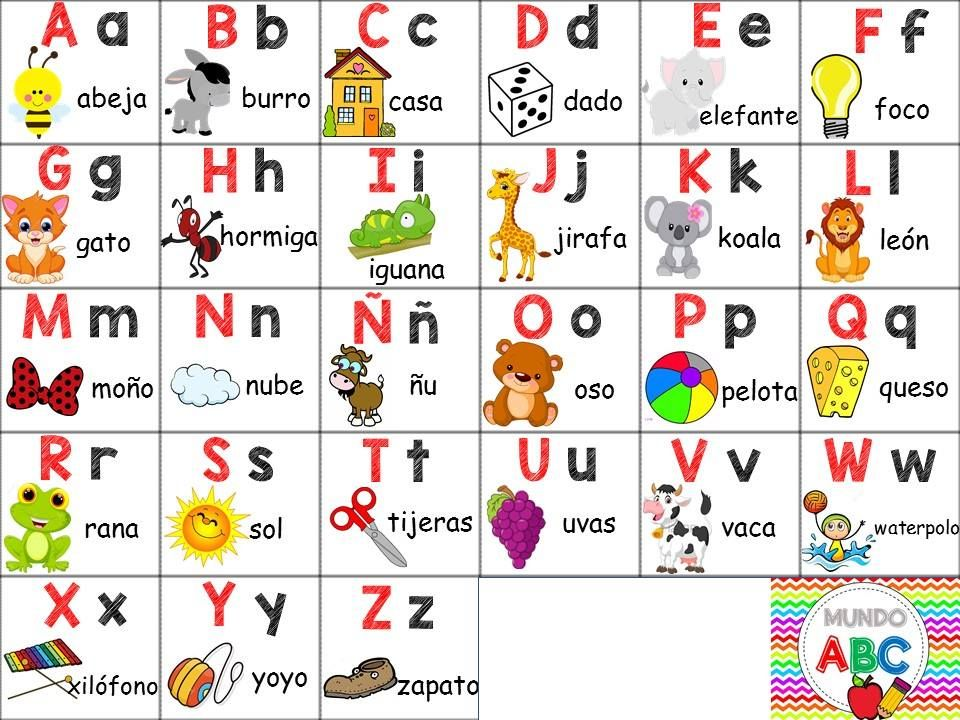 A a
abeja
B b
burro
C c
casa
D d
dado
E e
elefante
F f
foco
G g
gato
H h
hormiga
I i
iguana
J j
jirafa
K k
koala
L l
león
M m
moño
N n
nube
Ñ ñ
ñu
O o
oso
P p
pelota
Q q
queso
R r
rana
S s
sol
T t
tijeras
U u
uvas
V v
vaca
W w
waterpolo
X x
xilófono
Y y
yoyo
Z z
zapato
MUNDO
ABC